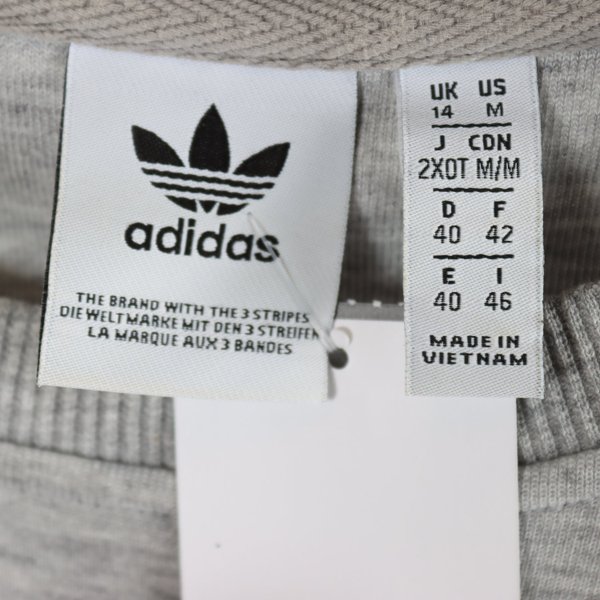 adidas
THE BRAND WITH THE 3 STRIPES
DIE WELTMARKE MIT DEN 3 STREIFEN
LA MARQUE AUX 3 BANDES
UK US
14 M
J CDN
2XOT M/M
D F
40 42
E I
40 46
MADE IN
VIETNAM